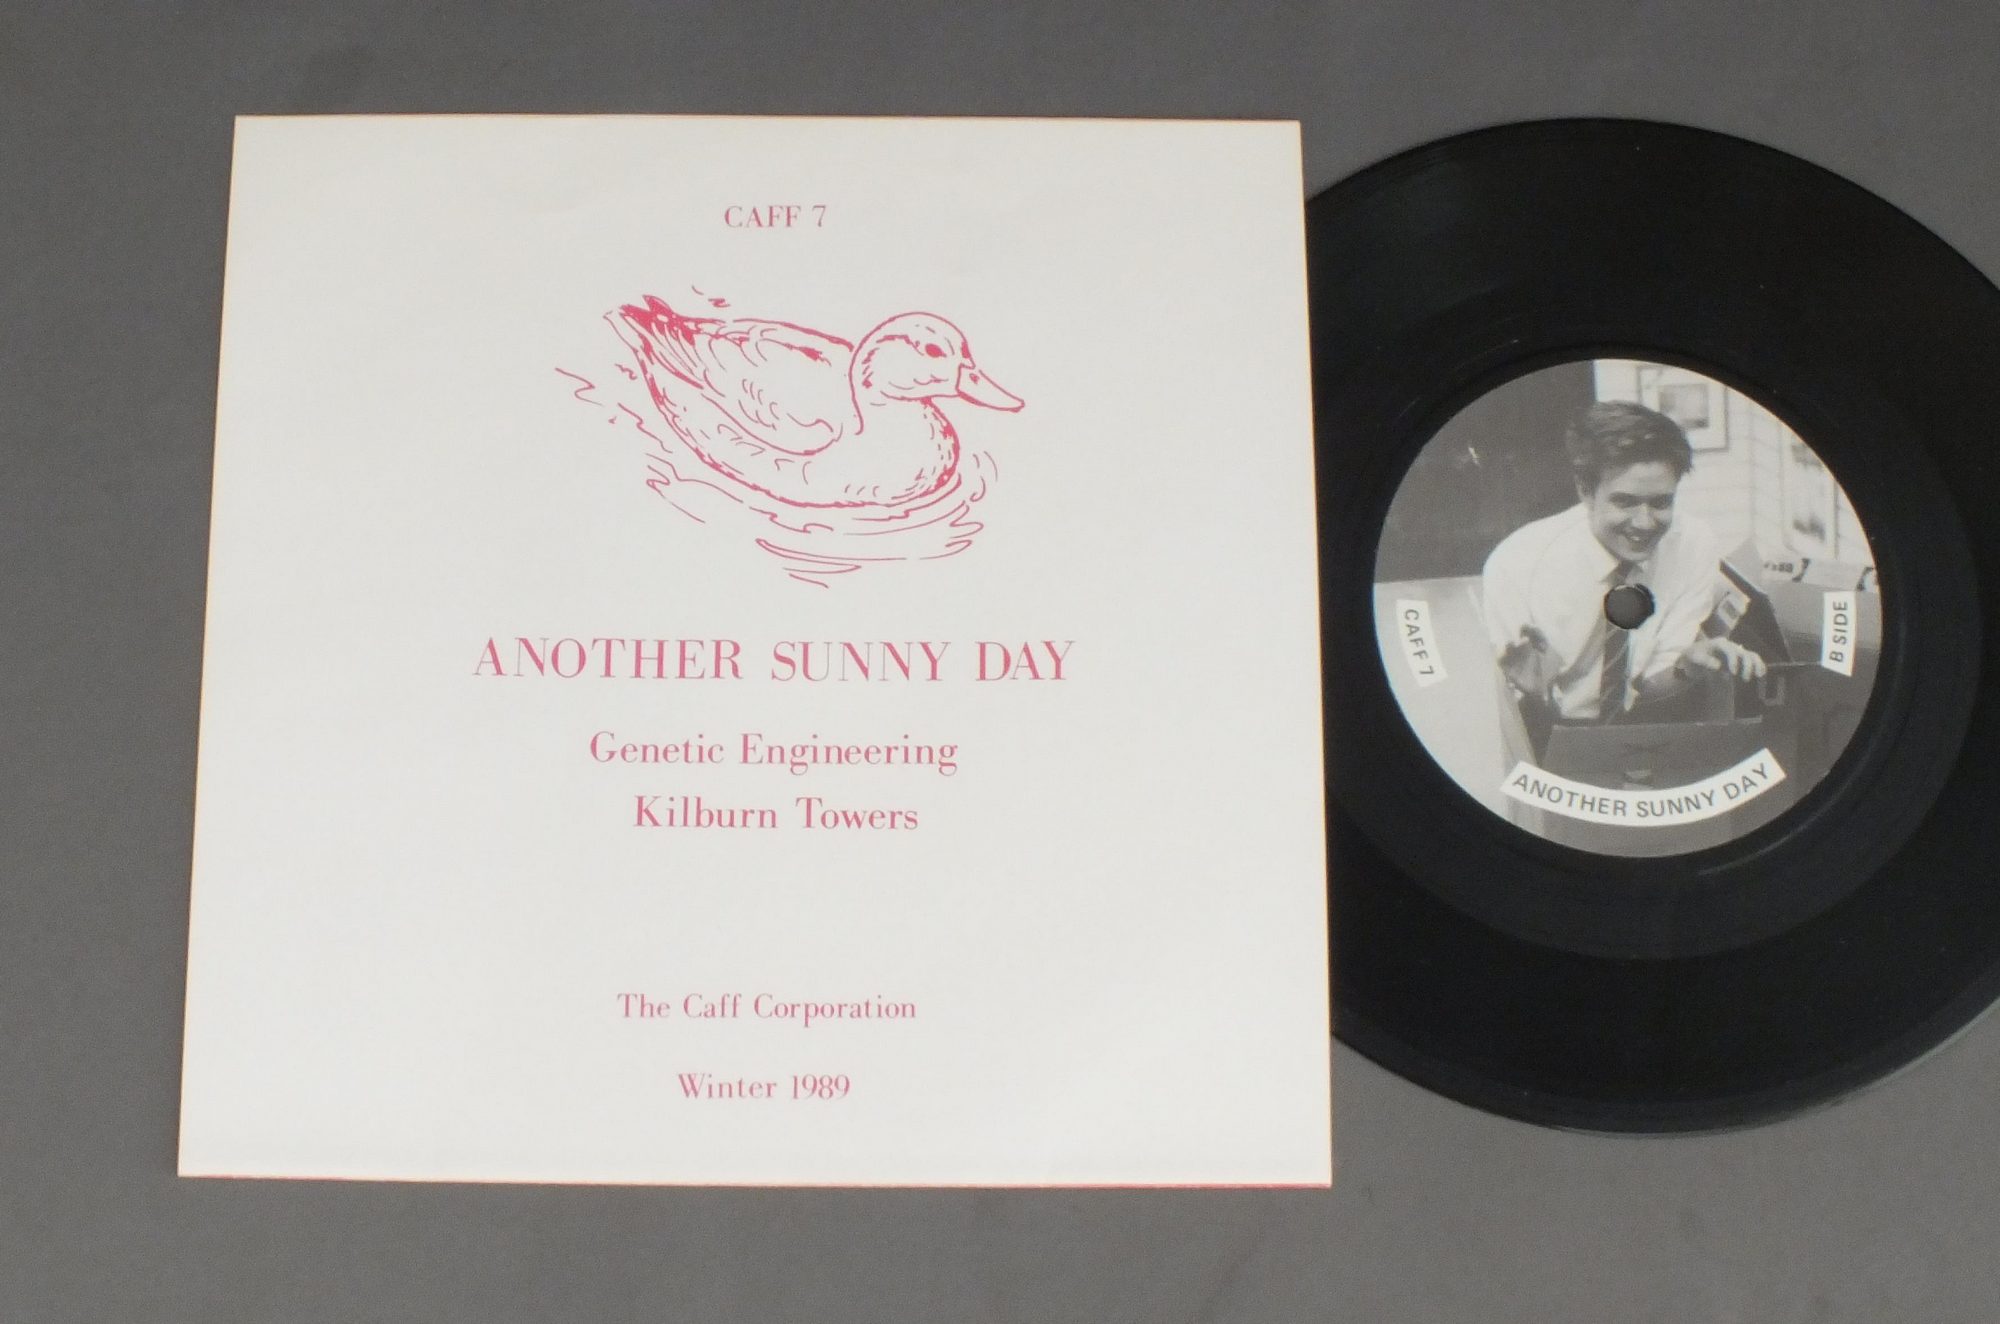 CAFF 7
ANOTHER SUNNY DAY
Genetic Engineering
Kilburn Towers
The Caff Corporation
Winter 1989
CAFF 7
B SIDE
ANOTHER SUNNY DAY